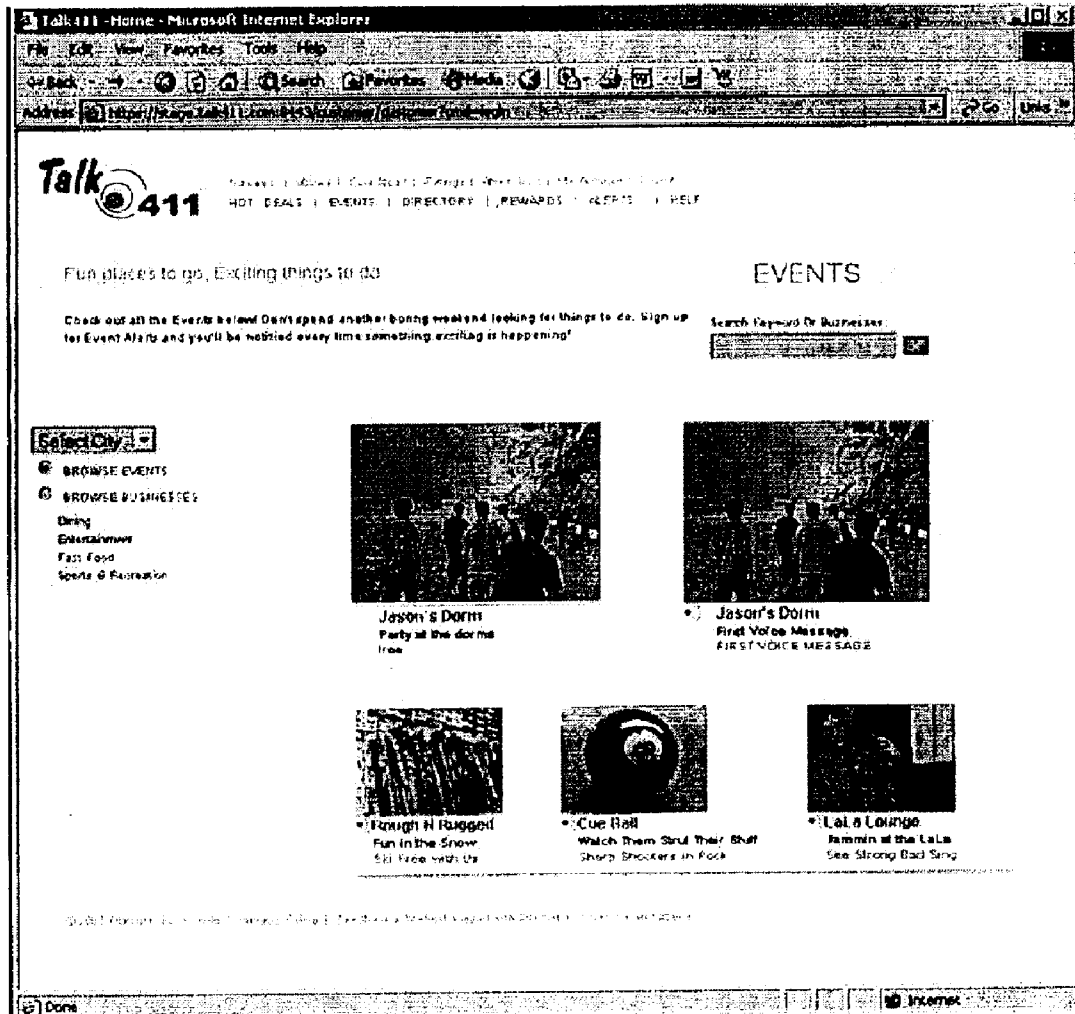 Talk411 - Home - Microsoft Internet Explorer
File Edit View Favorites Tools Help
Back Search Favorites Media
Address Go Links »
Talk 411
HOT DEALS | EVENTS | DIRECTORY | REWARDS | ALERTS | HELP
Fun places to go, Exciting things to do
EVENTS
Check out all the Events below! Don't spend another boring weekend looking for things to do. Sign up
for Event Alerts and you'll be notified every time something exciting is happening!
Search Keyword Or Businesses:
Select City
BROWSE EVENTS
BROWSE BUSINESSES
Dining
Entertainment
Fast Food
Sports & Recreation
Jason's Dorm
Party at the dorms
free
Jason's Dorm
First Voice Message
FIRST VOICE MESSAGE
Rough N Rugged
Fun in the Snow
Ski Free with Us
Cue Ball
Watch Them Strut Their Stuff
Sharp Shooters in Rock
LaLa Lounge
Jammin at the LaLa
See Strong Bad Sing
Done
Internet